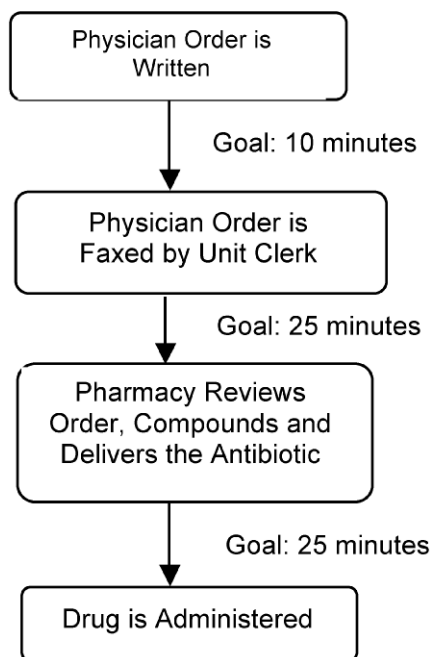 Physician Order is
Written
Goal: 10 minutes
Physician Order is
Faxed by Unit Clerk
Goal: 25 minutes
Pharmacy Reviews
Order, Compounds and
Delivers the Antibiotic
Goal: 25 minutes
Drug is Administered